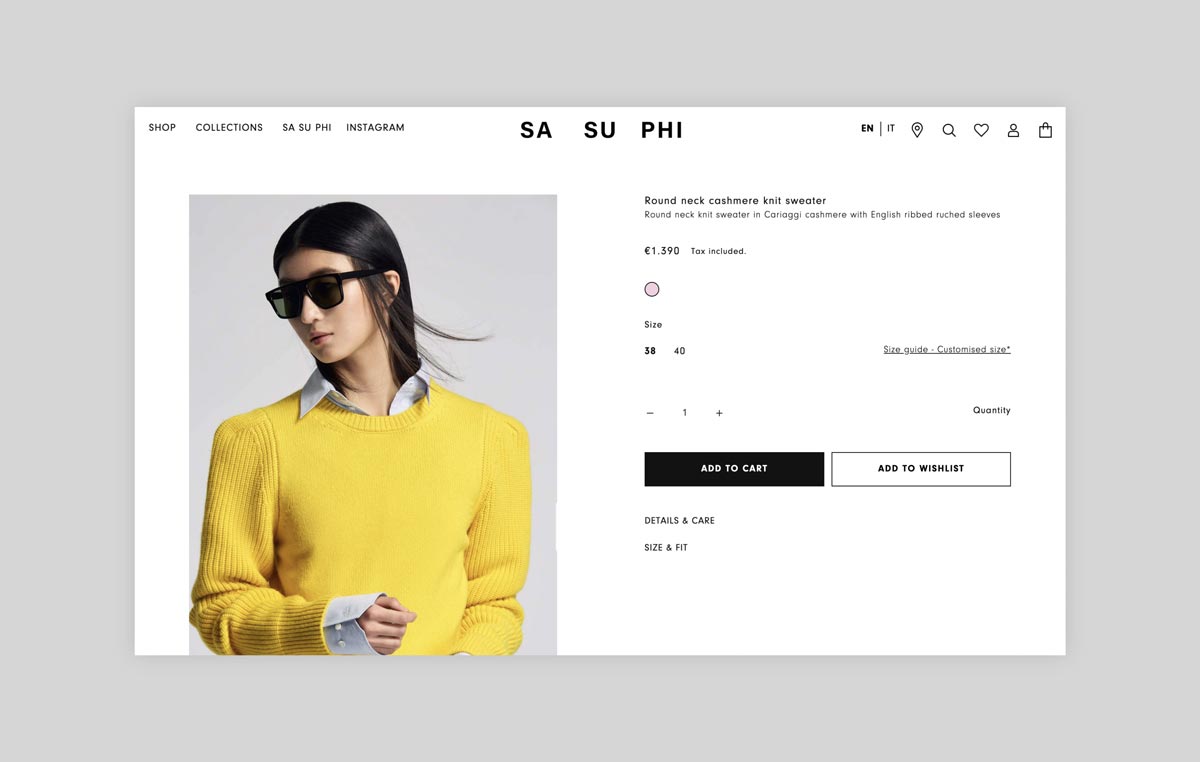 SHOP COLLECTIONS SA SU PHI INSTAGRAM
SA SU PHI
EN | IT
Round neck cashmere knit sweater
Round neck knit sweater in Cariaggi cashmere with English ribbed ruched sleeves
€1.390 Tax included.
Size
38 40
Size guide - Customised size*
− 1 +
Quantity
ADD TO CART
ADD TO WISHLIST
DETAILS & CARE
SIZE & FIT